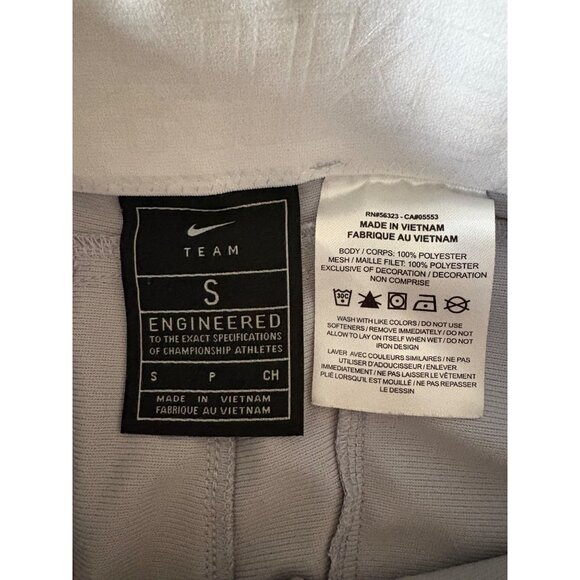 TEAM
S
ENGINEERED
TO THE EXACT SPECIFICATIONS
OF CHAMPIONSHIP ATHLETES
S P CH
MADE IN VIETNAM
FABRIQUE AU VIETNAM
RN#56323 - CA#05553
MADE IN VIETNAM
FABRIQUE AU VIETNAM
BODY / CORPS: 100% POLYESTER
MESH / MAILLE FILET: 100% POLYESTER
EXCLUSIVE OF DECORATION / DECORATION
NON COMPRISE
30C
WASH WITH LIKE COLORS / DO NOT USE
SOFTENERS / REMOVE IMMEDIATELY / DO NOT
ALLOW TO LAY ON ITSELF WHEN WET / DO NOT
IRON DESIGN
LAVER AVEC COULEURS SIMILAIRES / NE PAS
UTILISER D'ADOUCISSEUR / ENLEVER
IMMEDIATEMENT / NE PAS LAISSER LE VÊTEMENT
PLIÉ LORSQU'IL EST MOUILLÉ / NE PAS REPASSER
LE DESSIN